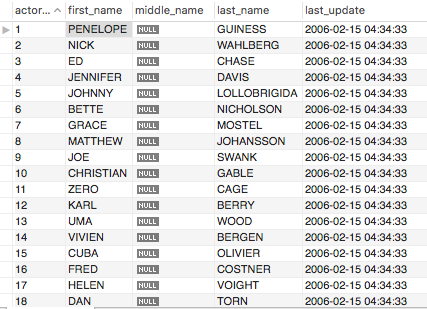 actor... first_name middle_name last_name last_update
1 PENELOPE NULL GUINESS 2006-02-15 04:34:33
2 NICK NULL WAHLBERG 2006-02-15 04:34:33
3 ED NULL CHASE 2006-02-15 04:34:33
4 JENNIFER NULL DAVIS 2006-02-15 04:34:33
5 JOHNNY NULL LOLLOBRIGIDA 2006-02-15 04:34:33
6 BETTE NULL NICHOLSON 2006-02-15 04:34:33
7 GRACE NULL MOSTEL 2006-02-15 04:34:33
8 MATTHEW NULL JOHANSSON 2006-02-15 04:34:33
9 JOE NULL SWANK 2006-02-15 04:34:33
10 CHRISTIAN NULL GABLE 2006-02-15 04:34:33
11 ZERO NULL CAGE 2006-02-15 04:34:33
12 KARL NULL BERRY 2006-02-15 04:34:33
13 UMA NULL WOOD 2006-02-15 04:34:33
14 VIVIEN NULL BERGEN 2006-02-15 04:34:33
15 CUBA NULL OLIVIER 2006-02-15 04:34:33
16 FRED NULL COSTNER 2006-02-15 04:34:33
17 HELEN NULL VOIGHT 2006-02-15 04:34:33
18 DAN NULL TORN 2006-02-15 04:34:33